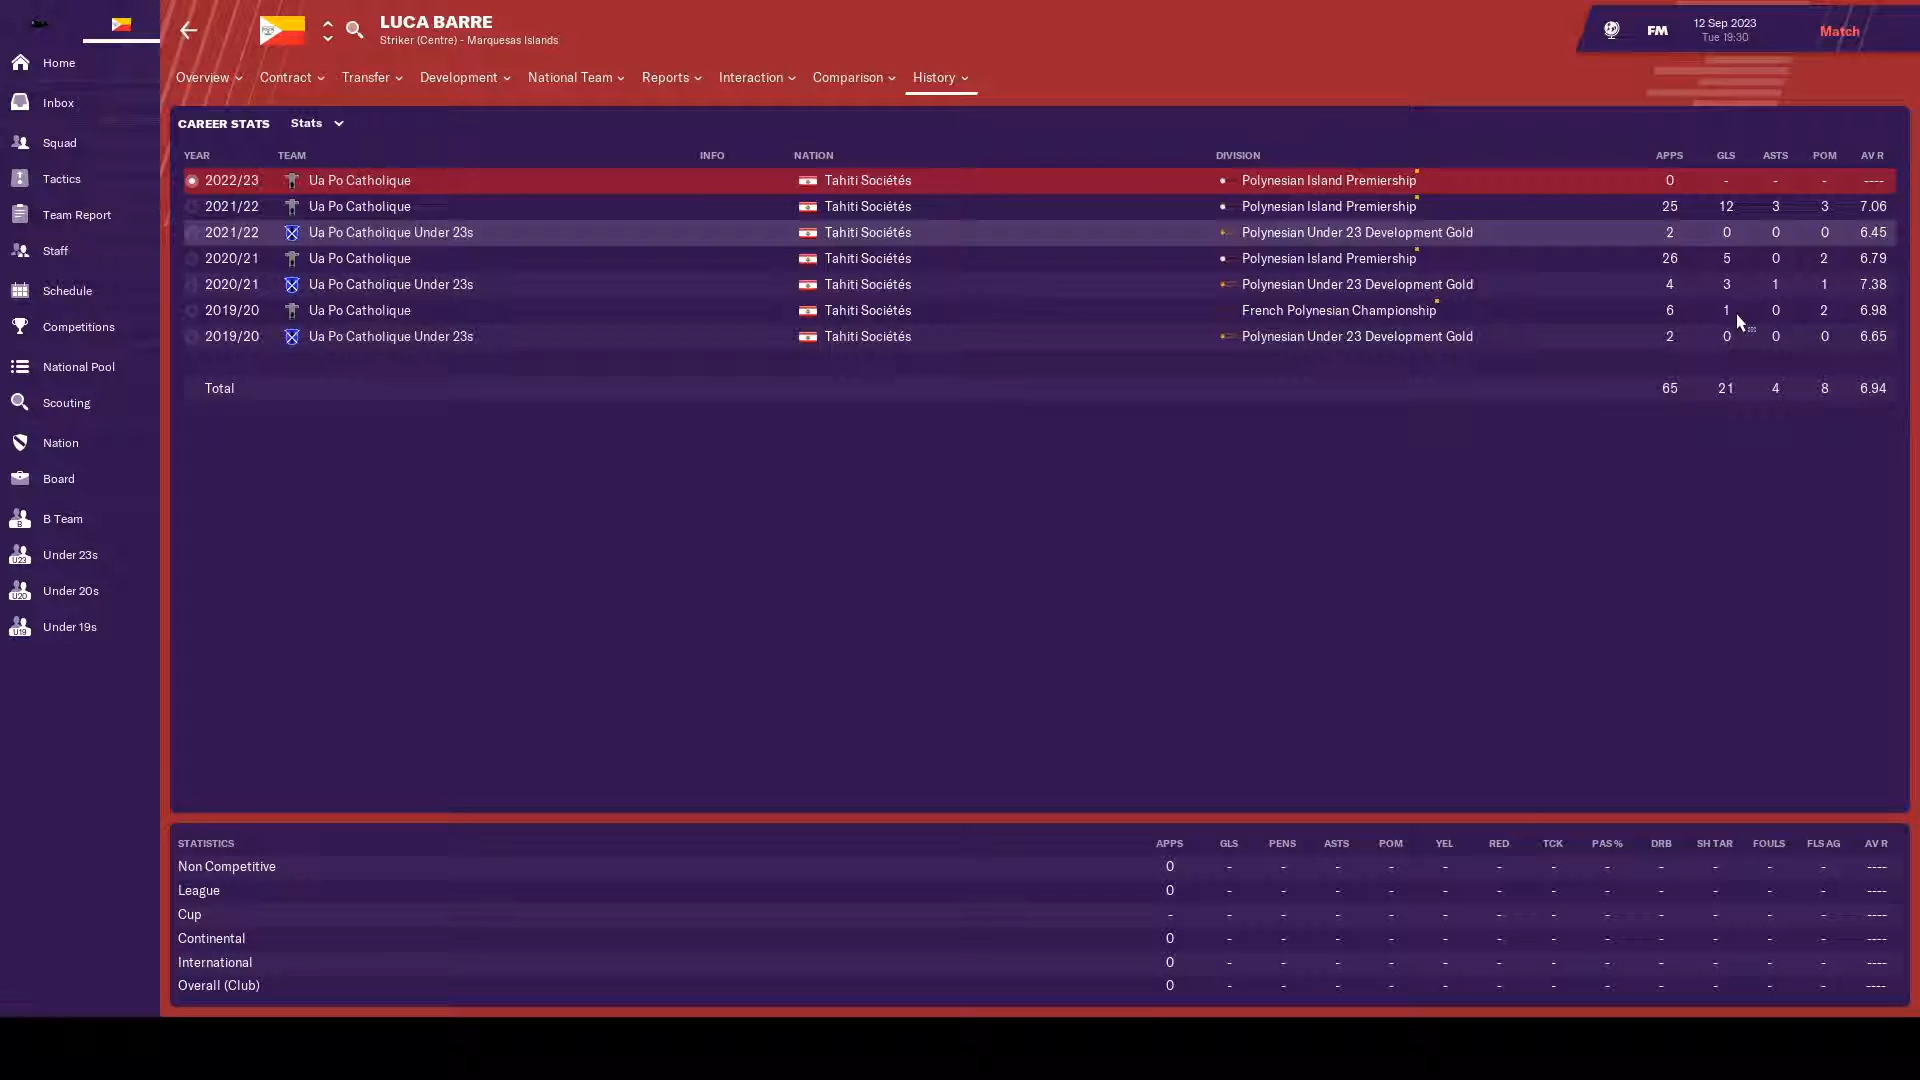 LUCA BARRE
Striker (Centre) - Marquesas Islands
FM
12 Sep 2023
Tue 19:30
Match
Overview Contract Transfer Development National Team Reports Interaction Comparison History
Home
Inbox
Squad
Tactics
Team Report
Staff
Schedule
Competitions
National Pool
Scouting
Nation
Board
B Team
Under 23s
Under 20s
Under 19s
CAREER STATS Stats
YEAR TEAM INFO NATION DIVISION APPS GLS ASTS POM AV R
2022/23 Ua Po Catholique Tahiti Sociétés Polynesian Island Premiership 0 - - - ----
2021/22 Ua Po Catholique Tahiti Sociétés Polynesian Island Premiership 25 12 3 3 7.06
2021/22 Ua Po Catholique Under 23s Tahiti Sociétés Polynesian Under 23 Development Gold 2 0 0 0 6.45
2020/21 Ua Po Catholique Tahiti Sociétés Polynesian Island Premiership 26 5 0 2 6.79
2020/21 Ua Po Catholique Under 23s Tahiti Sociétés Polynesian Under 23 Development Gold 4 3 1 1 7.38
2019/20 Ua Po Catholique Tahiti Sociétés French Polynesian Championship 6 1 0 2 6.98
2019/20 Ua Po Catholique Under 23s Tahiti Sociétés Polynesian Under 23 Development Gold 2 0 0 0 6.65
Total 65 21 4 8 6.94
STATISTICS APPS GLS PENS ASTS POM YEL RED TCK PAS % DRB SH TAR FOULS FLS AG AV R
Non Competitive 0 - - - - - - - - - - - - ----
League 0 - - - - - - - - - - - - ----
Cup - - - - - - - - - - - - - ----
Continental 0 - - - - - - - - - - - - ----
International 0 - - - - - - - - - - - - ----
Overall (Club) 0 - - - - - - - - - - - - ----